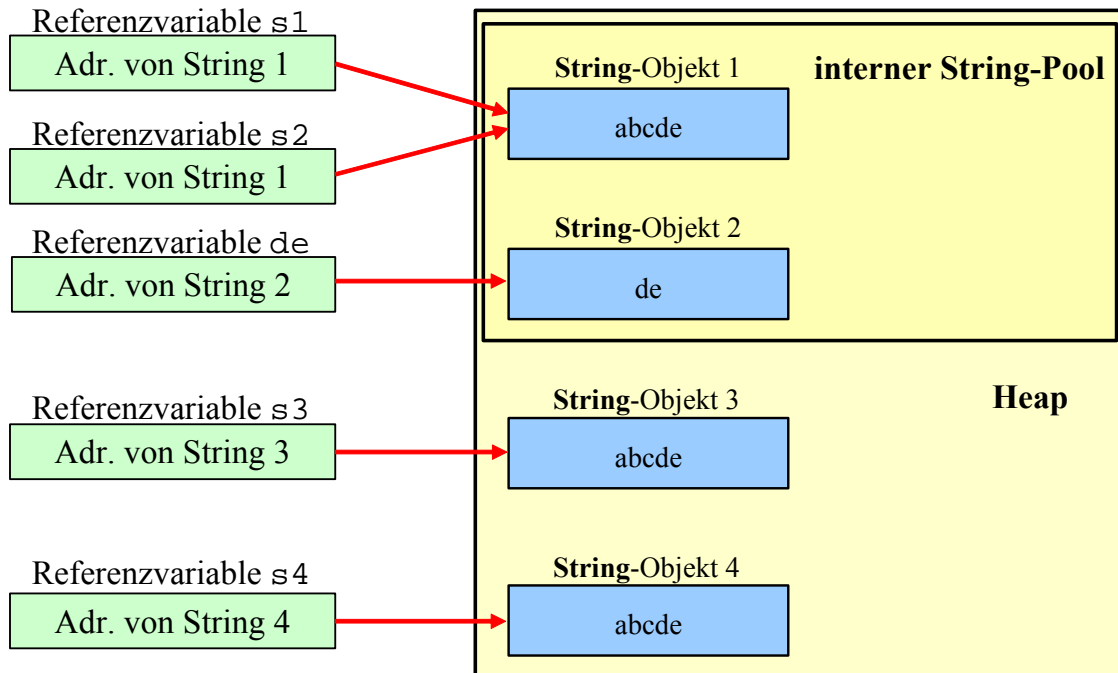 Referenzvariable s1
Adr. von String 1
String-Objekt 1
interner String-Pool
abcde
Referenzvariable s2
Adr. von String 1
Referenzvariable de
String-Objekt 2
Adr. von String 2
de
Referenzvariable s3
String-Objekt 3
Heap
Adr. von String 3
abcde
Referenzvariable s4
String-Objekt 4
Adr. von String 4
abcde